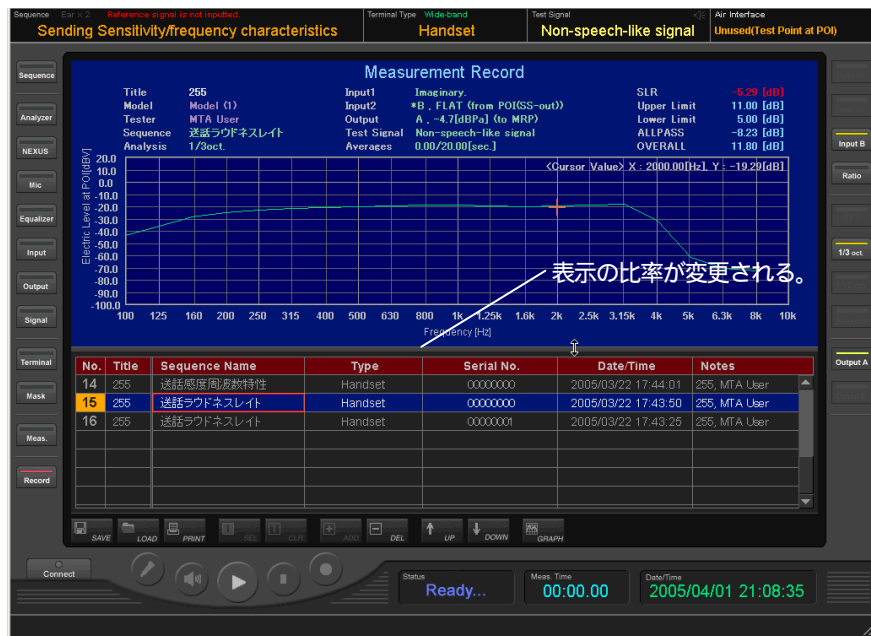 Sequence Ear x 2 Reference signal is not inputted. Terminal Type Wide-band Test Signal Air Interface
Sending Sensitivity/frequency characteristics Handset Non-speech-like signal Unused(Test Point at POI)
Measurement Record
Title 255 Input1 Imaginary. SLR -5.29 [dB]
Model Model (1) Input2 *B , FLAT (from POI(SS-out)) Upper Limit 11.00 [dB]
Tester MTA User Output A , -4.7[dBPa] (to MRP) Lower Limit 5.00 [dB]
Sequence 送話ラウドネスレイト Test Signal Non-speech-like signal ALLPASS -8.23 [dB]
Analysis 1/3oct. Averages 0.00/20.00[sec.] OVERALL 11.80 [dB]
<Cursor Value> X : 2000.00[Hz], Y : -19.29[dB]
Electric Level at POI[dBV]
20.0
10.0
0.0
-10.0
-20.0
-30.0
-40.0
-50.0
-60.0
-70.0
-80.0
-90.0
-100.0
表示の比率が変更される。
100 125 160 200 250 315 400 500 630 800 1k 1.25k 1.6k 2k 2.5k 3.15k 4k 5k 6.3k 8k 10k
Frequency [Hz]
No. Title Sequence Name Type Serial No. Date/Time Notes
14 255 送話感度周波数特性 Handset 00000000 2005/03/22 17:44:01 255, MTA User
15 255 送話ラウドネスレイト Handset 00000000 2005/03/22 17:43:50 255, MTA User
16 255 送話ラウドネスレイト Handset 00000001 2005/03/22 17:43:25 255, MTA User
SAVE LOAD PRINT SEL CLR ADD DEL UP DOWN GRAPH
Sequence
Analyzer
NEXUS
Mic
Equalizer
Input
Output
Signal
Terminal
Mask
Meas.
Record
Input B
Ratio
1/3 oct.
Output A
Connect
Status
Ready...
Meas. Time
00:00.00
Date/Time
2005/04/01 21:08:35